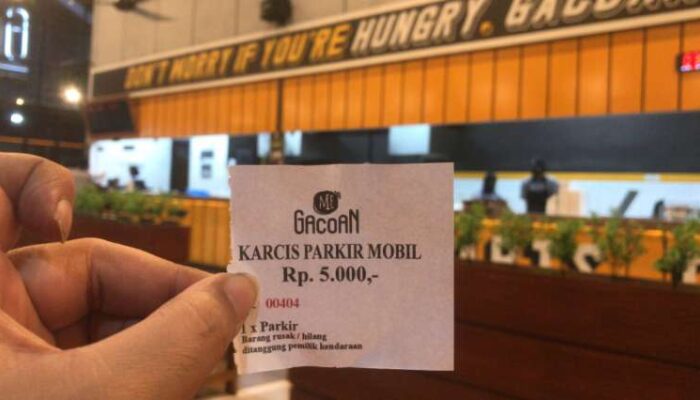 DON'T WORRY IF YOU'RE HUNGRY. GACOAN
MIE
GACOAN
KARCIS PARKIR MOBIL
Rp. 5.000,-
00404
1 x Parkir
Barang rusak / hilang
ditanggung pemilik kendaraan